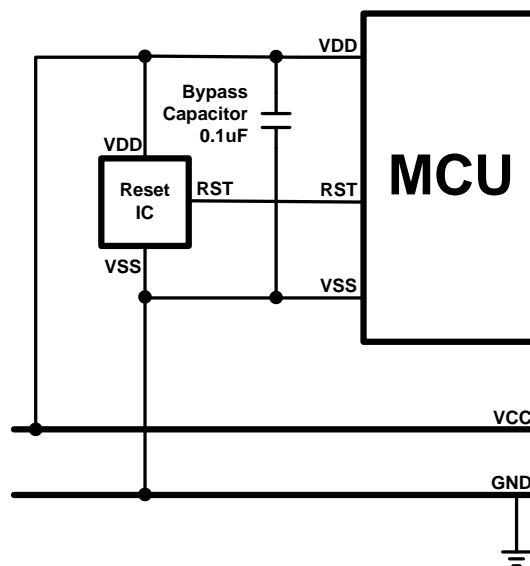 VDD
Bypass
Capacitor
0.1uF
VDD
MCU
Reset
IC
RST
RST
VSS
VSS
VCC
GND